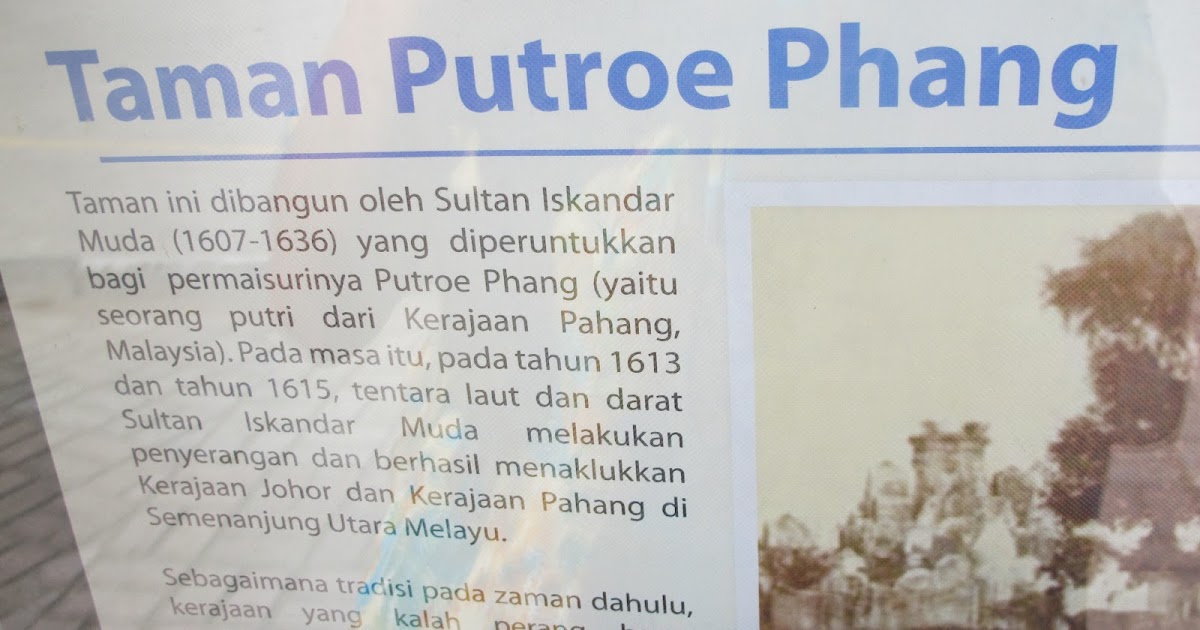 Taman Putroe Phang
Taman ini dibangun oleh Sultan Iskandar
Muda (1607-1636) yang diperuntukkan
bagi permaisurinya Putroe Phang (yaitu
seorang putri dari Kerajaan Pahang,
Malaysia). Pada masa itu, pada tahun 1613
dan tahun 1615, tentara laut dan darat
Sultan Iskandar Muda melakukan
penyerangan dan berhasil menaklukkan
Kerajaan Johor dan Kerajaan Pahang di
Semenanjung Utara Melayu.
Sebagaimana tradisi pada zaman dahulu,
kerajaan yang kalah perang